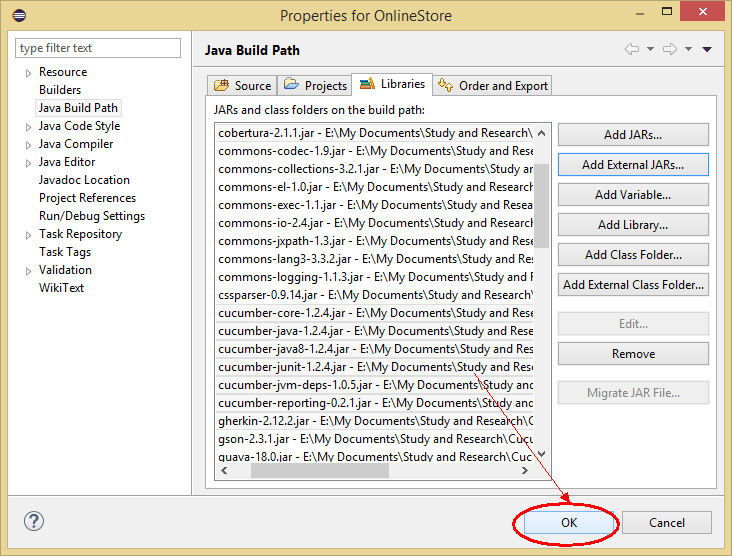 Properties for OnlineStore
type filter text
Resource
Builders
Java Build Path
Java Code Style
Java Compiler
Java Editor
Javadoc Location
Project References
Run/Debug Settings
Task Repository
Task Tags
Validation
WikiText
Java Build Path
Source Projects Libraries Order and Export
JARs and class folders on the build path:
cobertura-2.1.1.jar - E:\My Documents\Study and Research\
commons-codec-1.9.jar - E:\My Documents\Study and Rese
commons-collections-3.2.1.jar - E:\My Documents\Study an
commons-el-1.0.jar - E:\My Documents\Study and Research
commons-exec-1.1.jar - E:\My Documents\Study and Resea
commons-io-2.4.jar - E:\My Documents\Study and Research
commons-jxpath-1.3.jar - E:\My Documents\Study and Res
commons-lang3-3.3.2.jar - E:\My Documents\Study and Re
commons-logging-1.1.3.jar - E:\My Documents\Study and R
cssparser-0.9.14.jar - E:\My Documents\Study and Research\
cucumber-core-1.2.4.jar - E:\My Documents\Study and Res
cucumber-java-1.2.4.jar - E:\My Documents\Study and Rese
cucumber-java8-1.2.4.jar - E:\My Documents\Study and Res
cucumber-junit-1.2.4.jar - E:\My Documents\Study and Res
cucumber-jvm-deps-1.0.5.jar - E:\My Documents\Study and
cucumber-reporting-0.2.1.jar - E:\My Documents\Study and
gherkin-2.12.2.jar - E:\My Documents\Study and Research\C
gson-2.3.1.jar - E:\My Documents\Study and Research\Cucu
guava-18.0.jar - E:\My Documents\Study and Research\Cuc
Add JARs...
Add External JARs...
Add Variable...
Add Library...
Add Class Folder...
Add External Class Folder...
Edit...
Remove
Migrate JAR File...
?
OK
Cancel